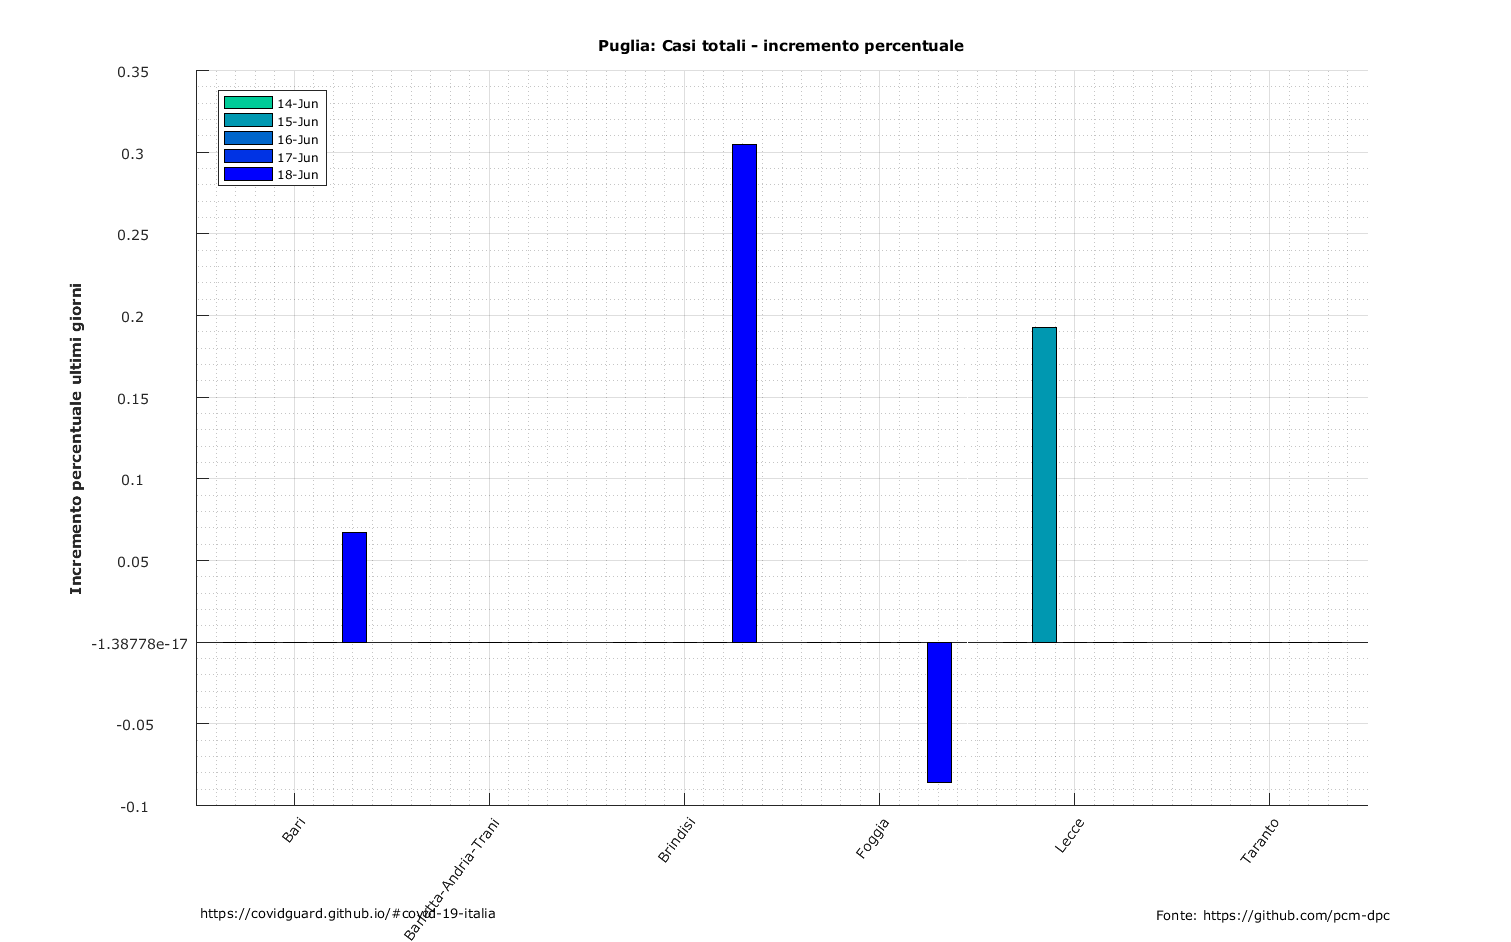 Puglia: Casi totali - incremento percentuale
0.35
0.3
0.25
0.2
0.15
0.1
0.05
-1.38778e-17
-0.05
-0.1
Incremento percentuale ultimi giorni
14-Jun
15-Jun
16-Jun
17-Jun
18-Jun
Bari
Barletta-Andria-Trani
Brindisi
Foggia
Lecce
Taranto
https://covidguard.github.io/#covid-19-italia
Fonte: https://github.com/pcm-dpc